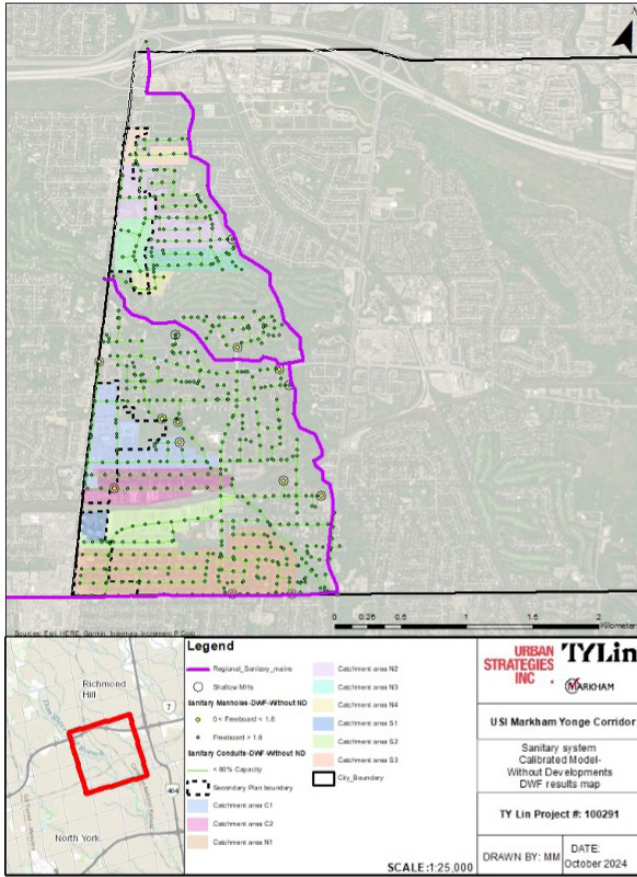 N
0 0.25 0.5 1 1.5 2
Kilometers
Sources: Esri, HERE, Garmin, Intermap, increment P Corp
Legend
Regional_Sanitary_mains
Shallow MHs
Sanitary Manholes-DWF-Without ND
0 < Freeboard < 1.8
Freeboard > 1.8
Sanitary Conduits-DWF-Without ND
< 80% Capacity
Secondary Plan boundary
Catchment area C1
Catchment area C2
Catchment area N1
Catchment area N2
Catchment area N3
Catchment area N4
Catchment area S1
Catchment area S2
Catchment area S3
City_Boundary
SCALE:1:25,000
Richmond
Hill
7
404
North York
URBAN
STRATEGIES
INC.
TYLin
MARKHAM
USI Markham Yonge Corridor
Sanitary system
Calibrated Model-
Without Developments
DWF results map
TY Lin Project #: 100291
DRAWN BY: MM
DATE:
October 2024